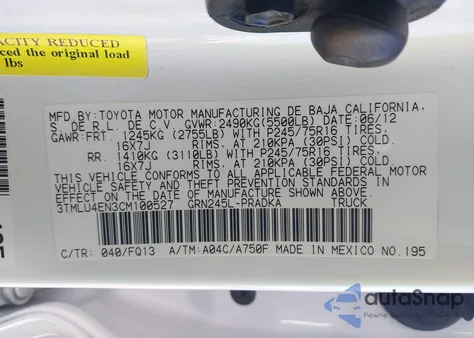 ACITY REDUCED
ced the original load
lbs
MFD.BY:TOYOTA MOTOR MANUFACTURING DE BAJA CALIFORNIA,
S. DE R.L. DE C.V. GVWR:2490KG(5500LB) DATE:06/12
GAWR:FRT. 1245KG (2755LB) WITH P245/75R16 TIRES,
16X7J RIMS, AT 210KPA (30PSI) COLD
RR. 1410KG (3110LB) WITH P245/75R16 TIRES,
16X7J RIMS, AT 210KPA (30PSI) COLD
THIS VEHICLE CONFORMS TO ALL APPLICABLE FEDERAL MOTOR
VEHICLE SAFETY STANDARDS IN EFFECT ON THE
DATE OF MANUFACTURE SHOWN ABOVE.
3TMLU4EN3CM100527 GRN245L-PRADKA TRUCK
C/TR: 040/FQ13 A/TM:A04C/A750F MADE IN MEXICO NO.195
autoSnap